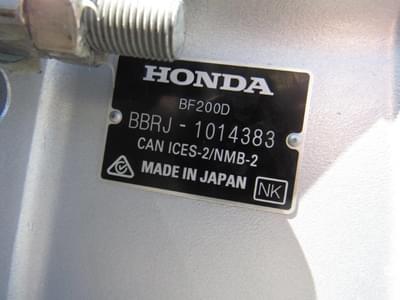 HONDA
BF200D
BBRJ - 1014383
CAN ICES-2/NMB-2
MADE IN JAPAN
NK